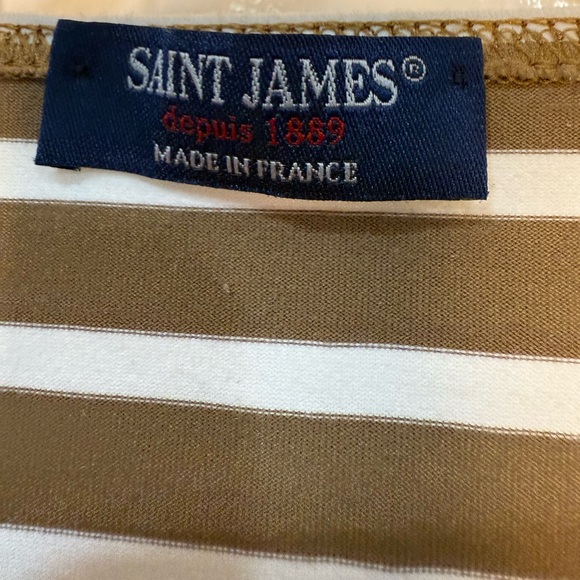 SAINT JAMES®
depuis 1889
MADE IN FRANCE